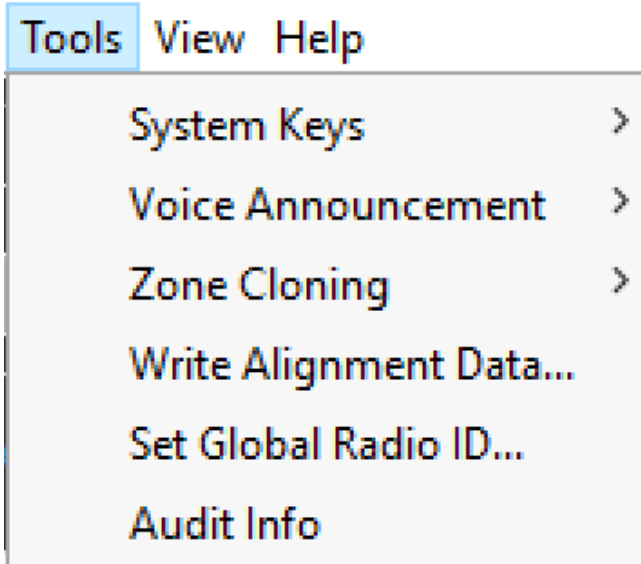 Tools View Help
System Keys
Voice Announcement
Zone Cloning
Write Alignment Data...
Set Global Radio ID...
Audit Info